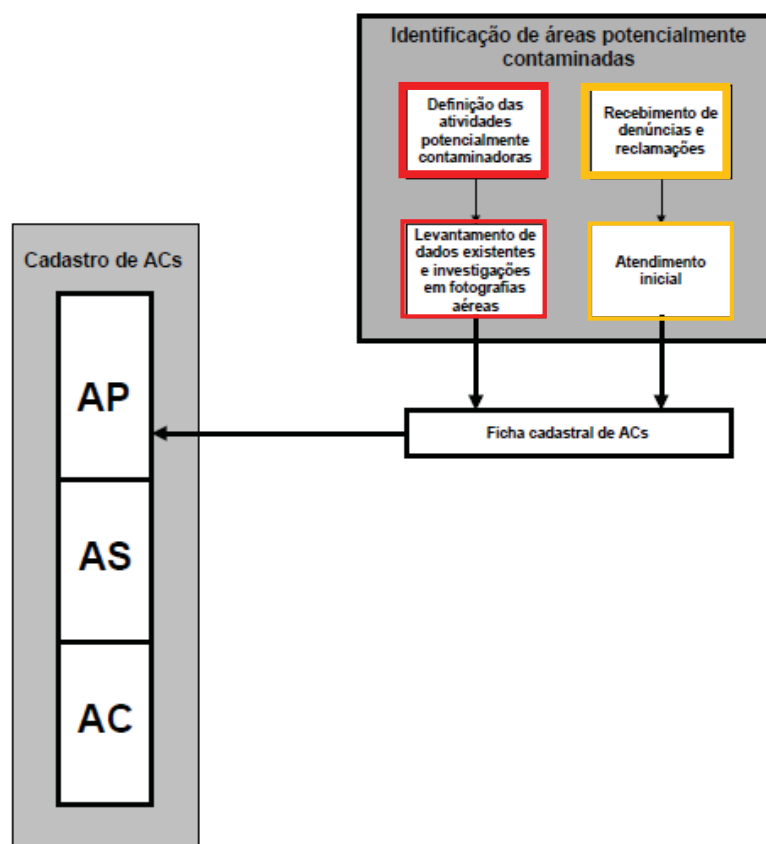 Identificação de áreas potencialmente
contaminadas
Definição das
atividades
potencialmente
contaminadoras
Recebimento de
denúncias e
reclamações
Levantamento de
dados existentes
e investigações
em fotografias
aéreas
Atendimento
inicial
Ficha cadastral de ACs
Cadastro de ACs
AP
AS
AC